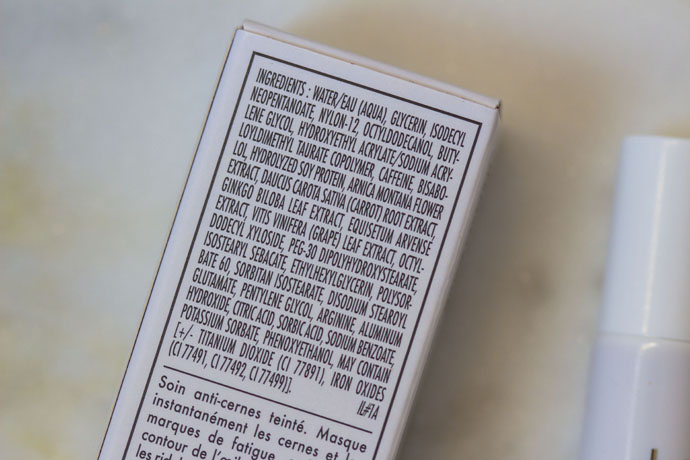 INGREDIENTS : WATER/EAU (AQUA), GLYCERIN, ISODECYL
NEOPENTANOATE, NYLON-12, OCTYLDODECANOL, BUTY-
LENE GLYCOL, HYDROXYETHYL ACRYLATE/SODIUM ACRY-
LOYLDIMETHYL TAURATE COPOLYMER, CAFFEINE, BISABO-
LOL, HYDROLYZED SOY PROTEIN, ARNICA MONTANA FLOWER
EXTRACT, DAUCUS CAROTA SATIVA (CARROT) ROOT EXTRACT,
GINKGO BILOBA LEAF EXTRACT, EQUISETUM ARVENSE
EXTRACT, VITIS VINIFERA (GRAPE) LEAF EXTRACT, OCTYL-
DODECYL XYLOSIDE, PEG-30 DIPOLYHYDROXYSTEARATE,
ISOSTEARYL SEBACATE, ETHYLHEXYLGLYCERIN, POLYSOR-
BATE 60, SORBITAN ISOSTEARATE, DISODIUM STEAROYL
GLUTAMATE, PENTYLENE GLYCOL, ARGININE, ALUMINUM
HYDROXIDE, CITRIC ACID, SORBIC ACID, SODIUM BENZOATE,
POTASSIUM SORBATE, PHENOXYETHANOL, MAY CONTAIN
[+/- TITANIUM DIOXIDE (CI 77891), IRON OXIDES
(CI 77491, CI 77492, CI 77499)].
IL#1A
Soin anti-cernes teinté. Masque
instantanément les cernes et
marques de fatigue,
contour de
les